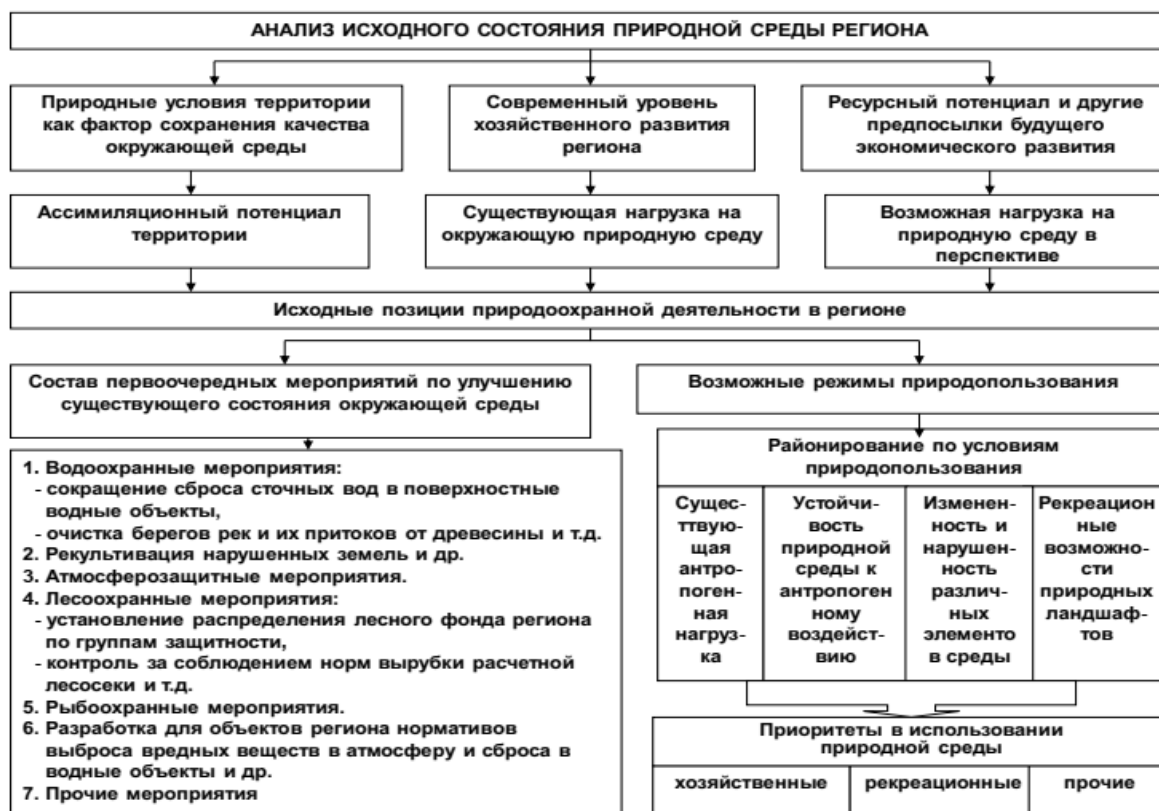 АНАЛИЗ ИСХОДНОГО СОСТОЯНИЯ ПРИРОДНОЙ СРЕДЫ РЕГИОНА
Природные условия территории
как фактор сохранения качества
окружающей среды
Современный уровень
хозяйственного развития
региона
Ресурсный потенциал и другие
предпосылки будущего
экономического развития
Ассимиляционный потенциал
территории
Существующая нагрузка на
окружающую природную среду
Возможная нагрузка на
природную среду в
перспективе
Исходные позиции природоохранной деятельности в регионе
Состав первоочередных мероприятий по улучшению
существующего состояния окружающей среды
Возможные режимы природопользования
1. Водоохранные мероприятия:
- сокращение сброса сточных вод в поверхностные
водные объекты,
- очистка берегов рек и их притоков от древесины и т.д.
2. Рекультивация нарушенных земель и др.
3. Атмосферозащитные мероприятия.
4. Лесоохранные мероприятия:
- установление распределения лесного фонда региона
по группам защитности,
- контроль за соблюдением норм вырубки расчетной
лесосеки и т.д.
5. Рыбоохранные мероприятия.
6. Разработка для объектов региона нормативов
выброса вредных веществ в атмосферу и сброса в
водные объекты и др.
7. Прочие мероприятия
Районирование по условиям
природопользования
Сущес-
ттвую-
щая
антро-
поген-
ная
нагруз-
ка
Устойчи-
вость
природной
среды к
антропоген
ному
воздейст-
вию
Изменен-
ность и
нарушен-
ность
различ-
ных
элементо
в среды
Рекреацион
ные
возможно-
сти
природных
ландшаф-
тов
Приоритеты в использовании
природной среды
хозяйственные
рекреационные
прочие